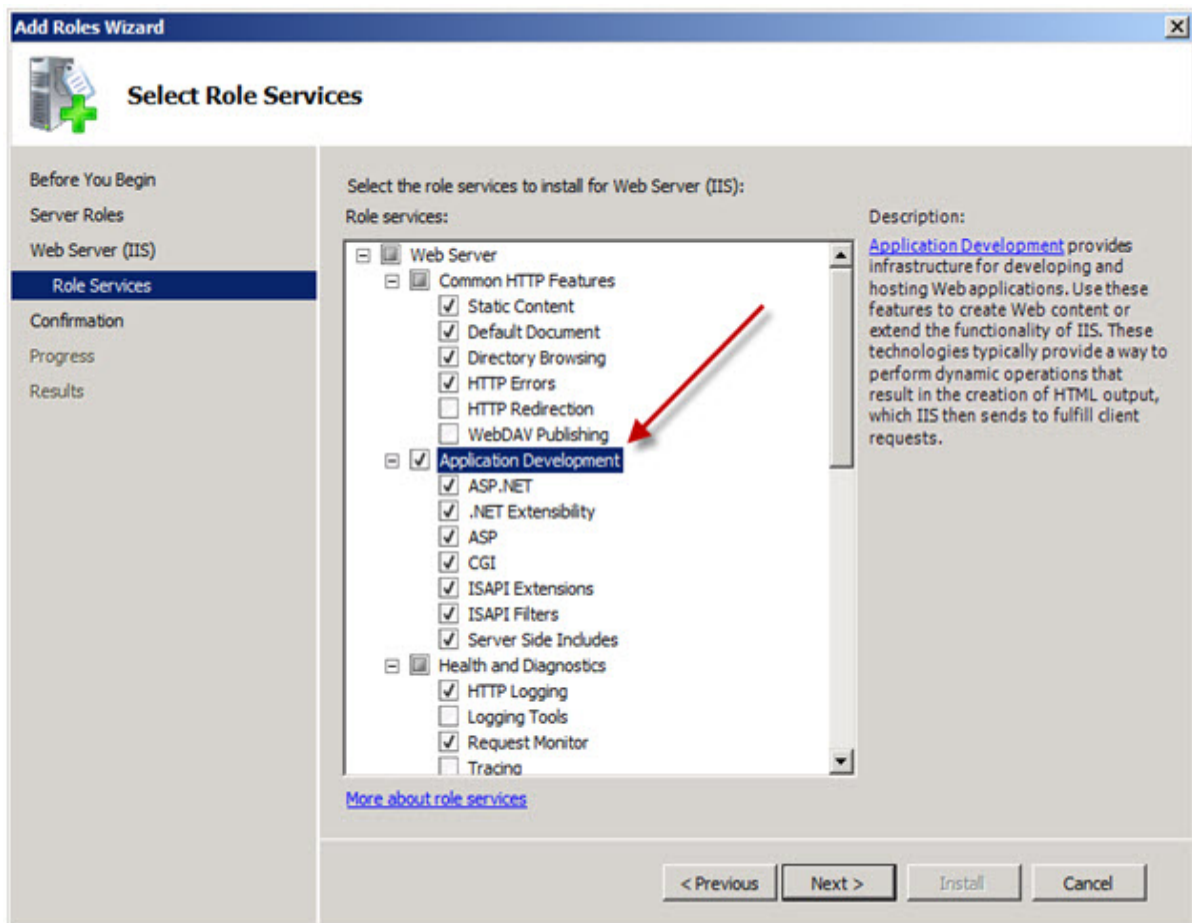 Add Roles Wizard
Select Role Services
Before You Begin
Server Roles
Web Server (IIS)
Role Services
Confirmation
Progress
Results
Select the role services to install for Web Server (IIS):
Role services:
Web Server
Common HTTP Features
Static Content
Default Document
Directory Browsing
HTTP Errors
HTTP Redirection
WebDAV Publishing
Application Development
ASP.NET
.NET Extensibility
ASP
CGI
ISAPI Extensions
ISAPI Filters
Server Side Includes
Health and Diagnostics
HTTP Logging
Logging Tools
Request Monitor
Tracing
More about role services
Description:
Application Development provides
infrastructure for developing and
hosting Web applications. Use these
features to create Web content or
extend the functionality of IIS. These
technologies typically provide a way to
perform dynamic operations that
result in the creation of HTML output,
which IIS then sends to fulfill client
requests.
< Previous
Next >
Install
Cancel